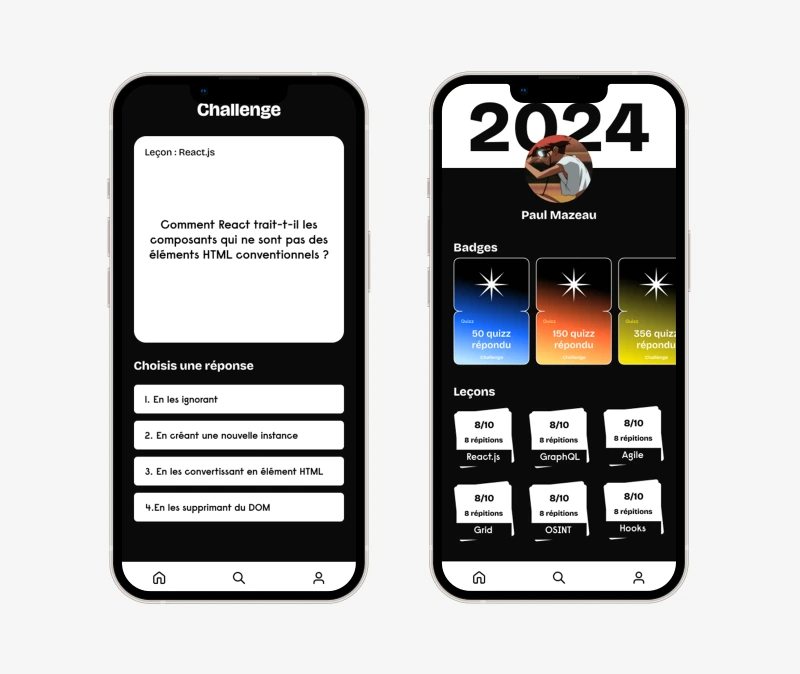 Challenge
Leçon : React.js
Comment React trait-t-il les
composants qui ne sont pas des
éléments HTML conventionnels ?
Choisis une réponse
1. En les ignorant
2. En créant une nouvelle instance
3. En les convertissant en élément HTML
4.En les supprimant du DOM
2024
Paul Mazeau
Badges
Quizz
50 quizz
répondu
Challenge
Quizz
150 quizz
répondu
Challenge
Quizz
356 quizz
répondu
Challenge
Leçons
8/10
8 répitions
React.js
8/10
8 répitions
GraphQL
8/10
8 répitions
Agile
8/10
8 répitions
Grid
8/10
8 répitions
OSINT
8/10
8 répitions
Hooks